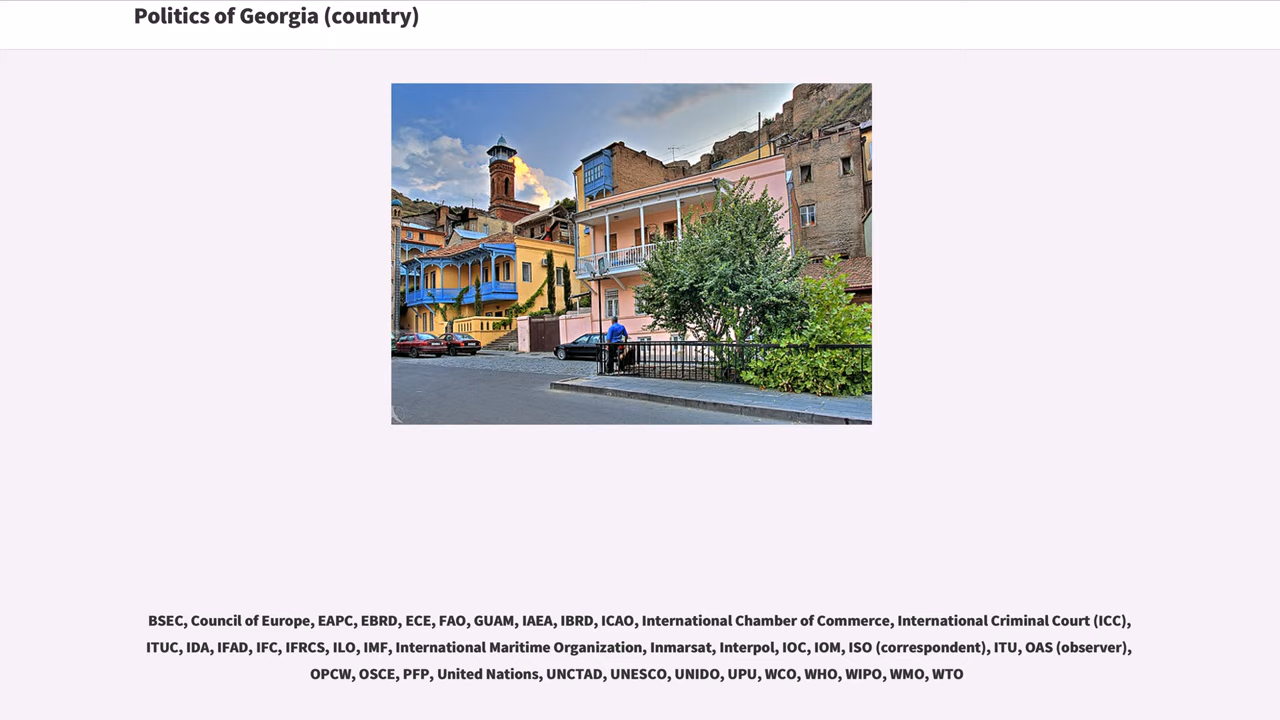 Politics of Georgia (country)
BSEC, Council of Europe, EAPC, EBRD, ECE, FAO, GUAM, IAEA, IBRD, ICAO, International Chamber of Commerce, International Criminal Court (ICC),
ITUC, IDA, IFAD, IFC, IFRCS, ILO, IMF, International Maritime Organization, Inmarsat, Interpol, IOC, IOM, ISO (correspondent), ITU, OAS (observer),
OPCW, OSCE, PFP, United Nations, UNCTAD, UNESCO, UNIDO, UPU, WCO, WHO, WIPO, WMO, WTO